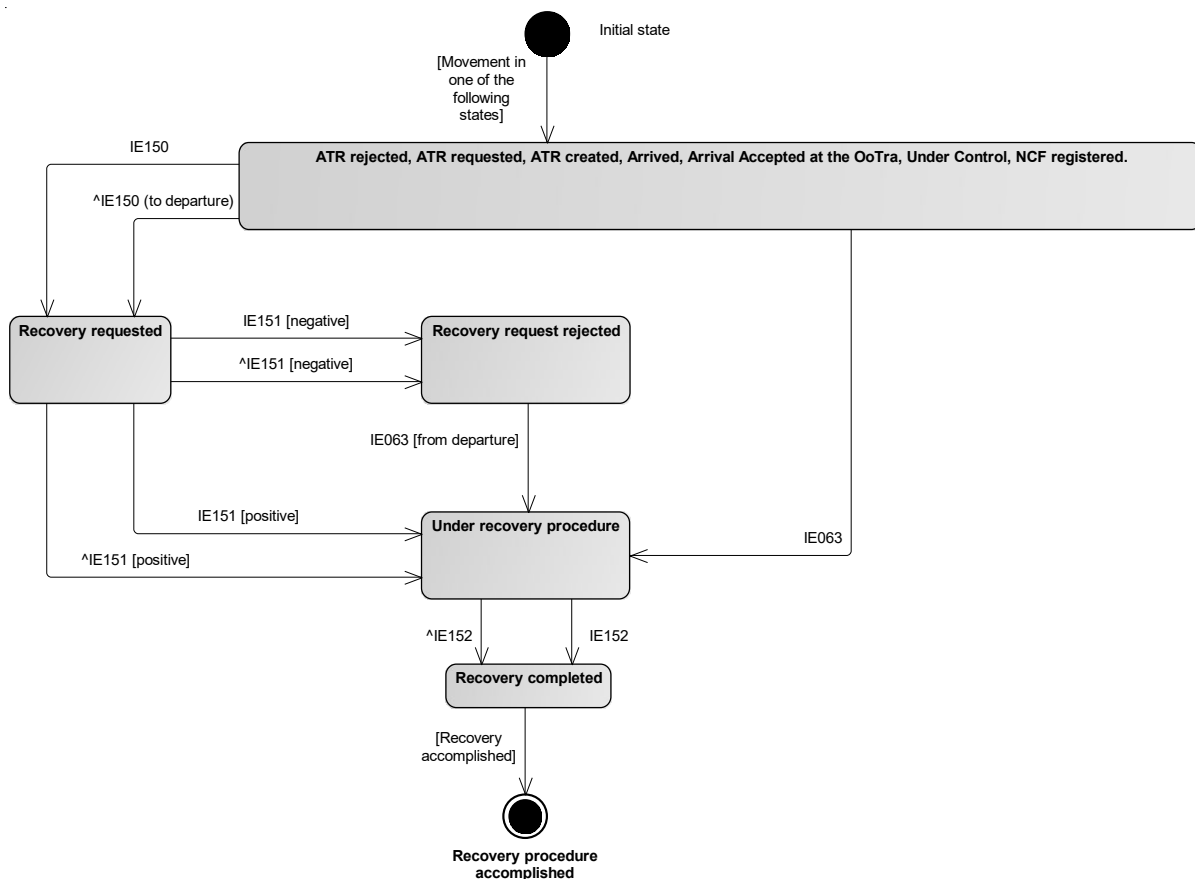 Initial state
[Movement in
one of the
following
states]
IE150
ATR rejected, ATR requested, ATR created, Arrived, Arrival Accepted at the OoTra, Under Control, NCF registered.
^IE150 (to departure)
Recovery requested
IE151 [negative]
Recovery request rejected
^IE151 [negative]
IE063 [from departure]
IE151 [positive]
Under recovery procedure
IE063
^IE151 [positive]
^IE152
IE152
Recovery completed
[Recovery
accomplished]
Recovery procedure
accomplished